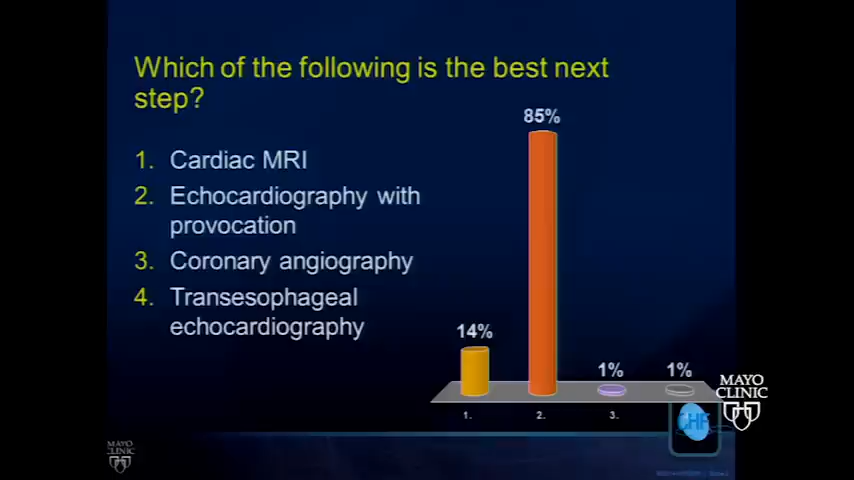 Which of the following is the best next
step?
85%
1. Cardiac MRI
2. Echocardiography with
provocation
3. Coronary angiography
4. Transesophageal
echocardiography
14%
1%
1%
1.
2.
3.
MAYO
CLINIC
CHF
MAYO
CLINIC